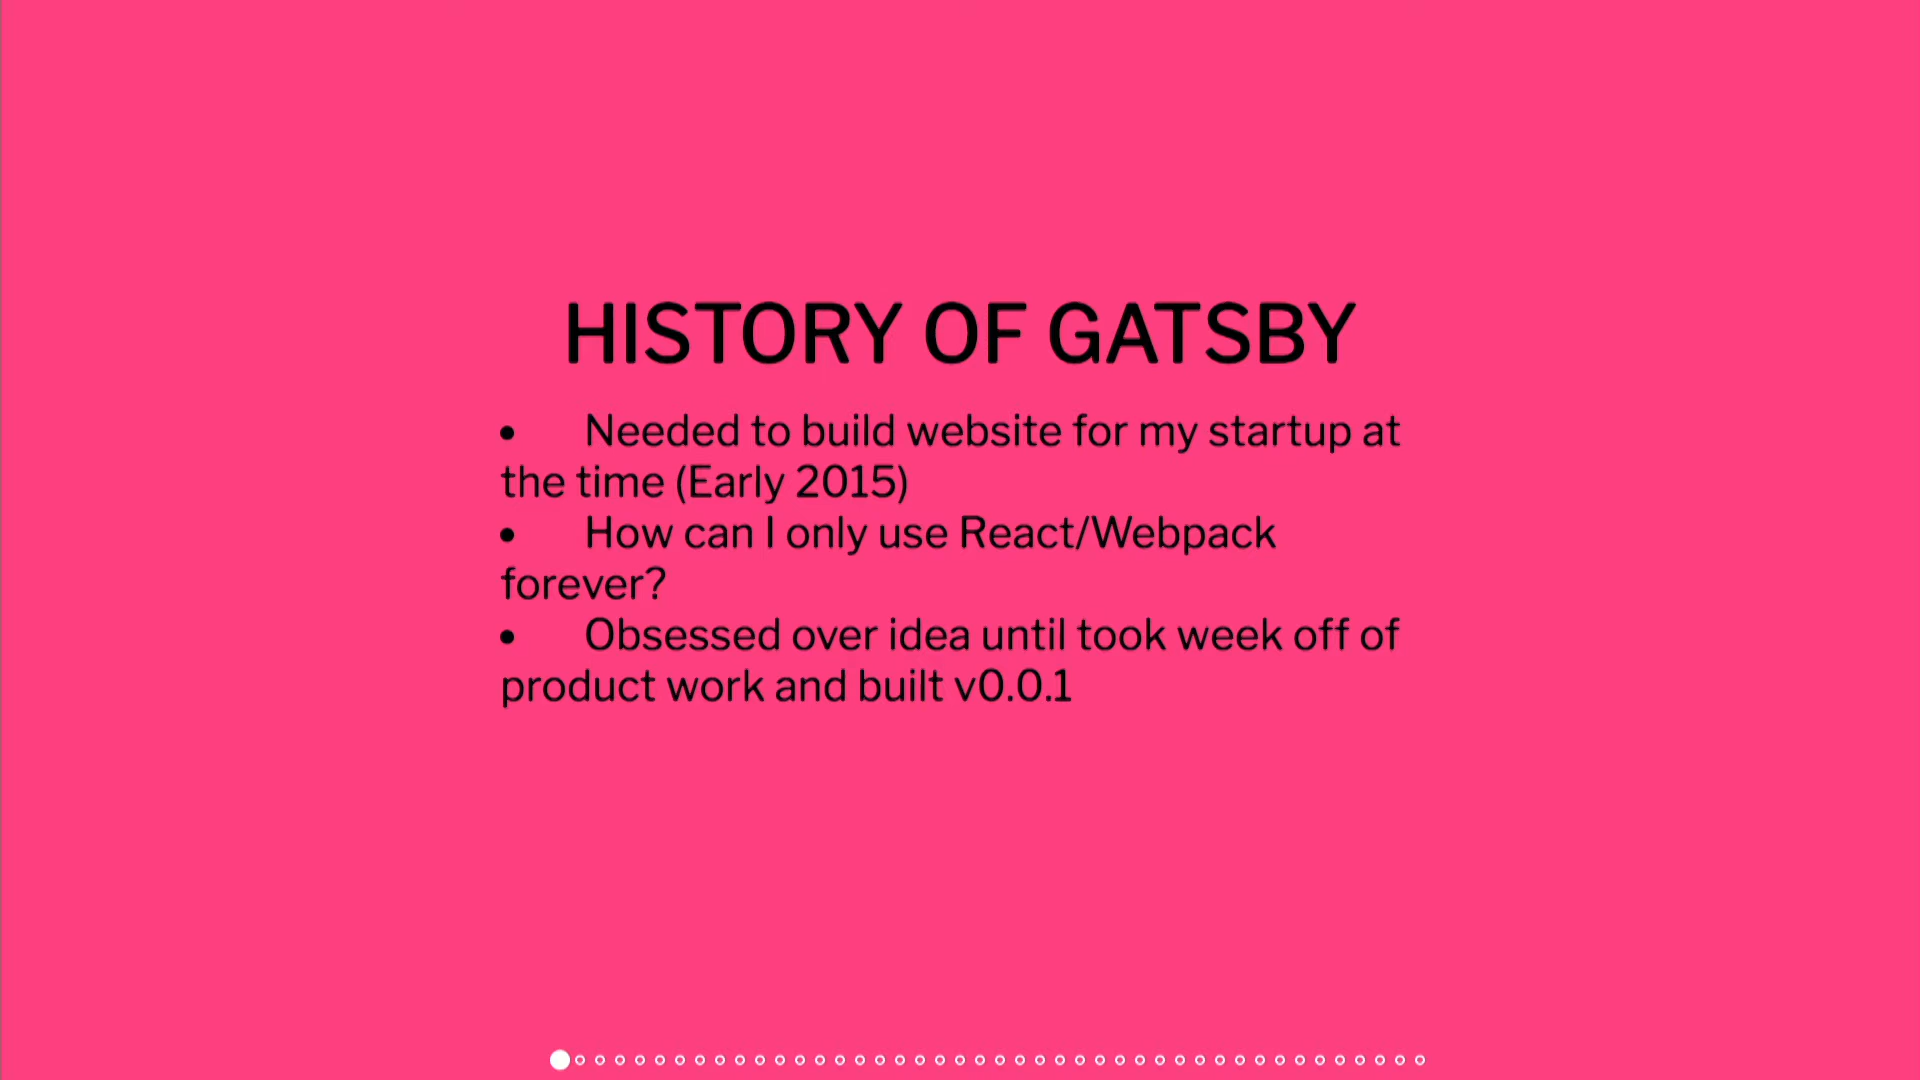 HISTORY OF GATSBY
• Needed to build website for my startup at
the time (Early 2015)
• How can I only use React/Webpack
forever?
• Obsessed over idea until took week off of
product work and built v0.0.1